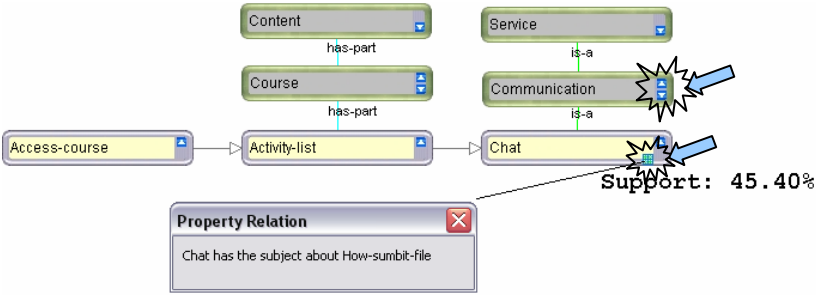 Content
Service
has-part
is-a
Course
Communication
has-part
is-a
Access-course
Activity-list
Chat
Support: 45.40%
Property Relation
Chat has the subject about How-sumbit-file